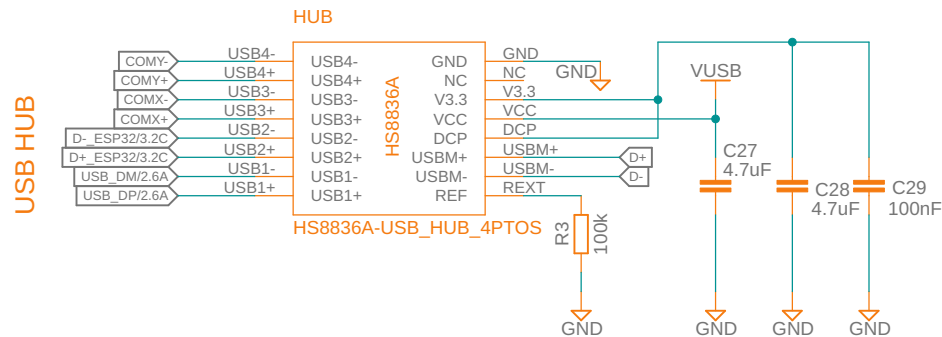 HUB
COMY- USB4- USB4- GND GND
COMY+ USB4+ USB4+ NC NC GND VUSB
COMX- USB3- USB3- V3.3 V3.3
COMX+ USB3+ USB3+ VCC VCC
D-_ESP32/3.2C USB2- USB2- DCP DCP
D+_ESP32/3.2C USB2+ USB2+ USBM+ USBM+ D+
USB_DM/2.6A USB1- USB1- USBM- USBM- D-
USB_DP/2.6A USB1+ USB1+ REF REXT
USB HUB
HS8836A
HS8836A-USB_HUB_4PTOS
R3
100k
C27
4.7uF
C28
4.7uF
C29
100nF
GND GND GND GND